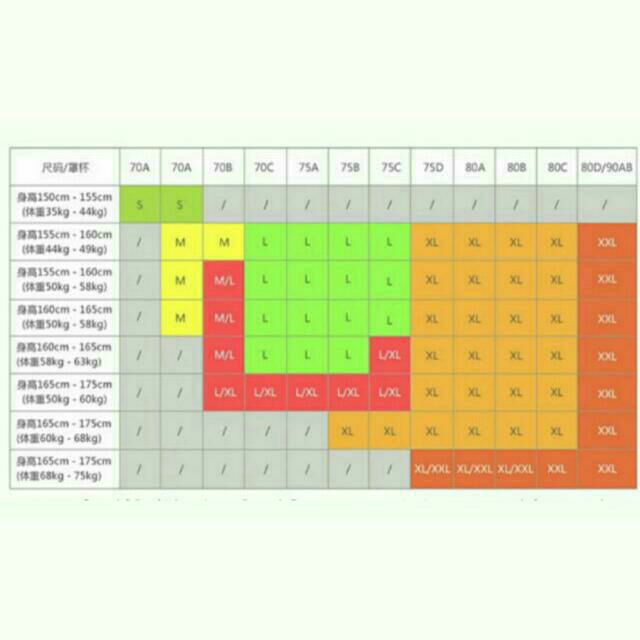 尺码/罩杯 70A 70A 70B 70C 75A 75B 75C 75D 80A 80B 80C 80D/90AB
身高150cm - 155cm
(体重35kg - 44kg) S S / / / / / / / / / /
身高155cm - 160cm
(体重44kg - 49kg) / M M L L L L XL XL XL XL XXL
身高155cm - 160cm
(体重50kg - 58kg) / M M/L L L L L XL XL XL XL XXL
身高160cm - 165cm
(体重50kg - 58kg) / M M/L L L L L XL XL XL XL XXL
身高160cm - 165cm
(体重58kg - 63kg) / / M/L L L L L/XL XL XL XL XL XXL
身高165cm - 175cm
(体重50kg - 60kg) / / L/XL L/XL L/XL L/XL L/XL XL XL XL XL XXL
身高165cm - 175cm
(体重60kg - 68kg) / / / / / XL XL XL XL XL XL XXL
身高165cm - 175cm
(体重68kg - 75kg) / / / / / / / XL/XXL XL/XXL XL/XXL XXL XXL